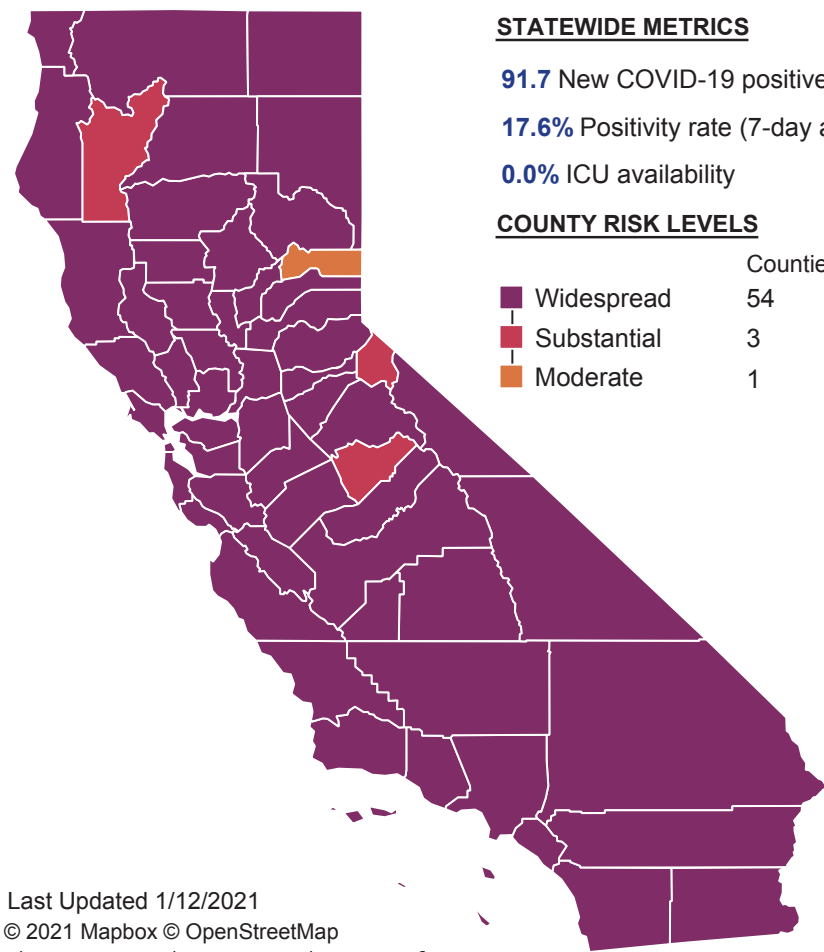 STATEWIDE METRICS
91.7 New COVID-19 positive
17.6% Positivity rate (7-day a
0.0% ICU availability
COUNTY RISK LEVELS
Counties
Widespread 54
Substantial 3
Moderate 1
Last Updated 1/12/2021
© 2021 Mapbox © OpenStreetMap